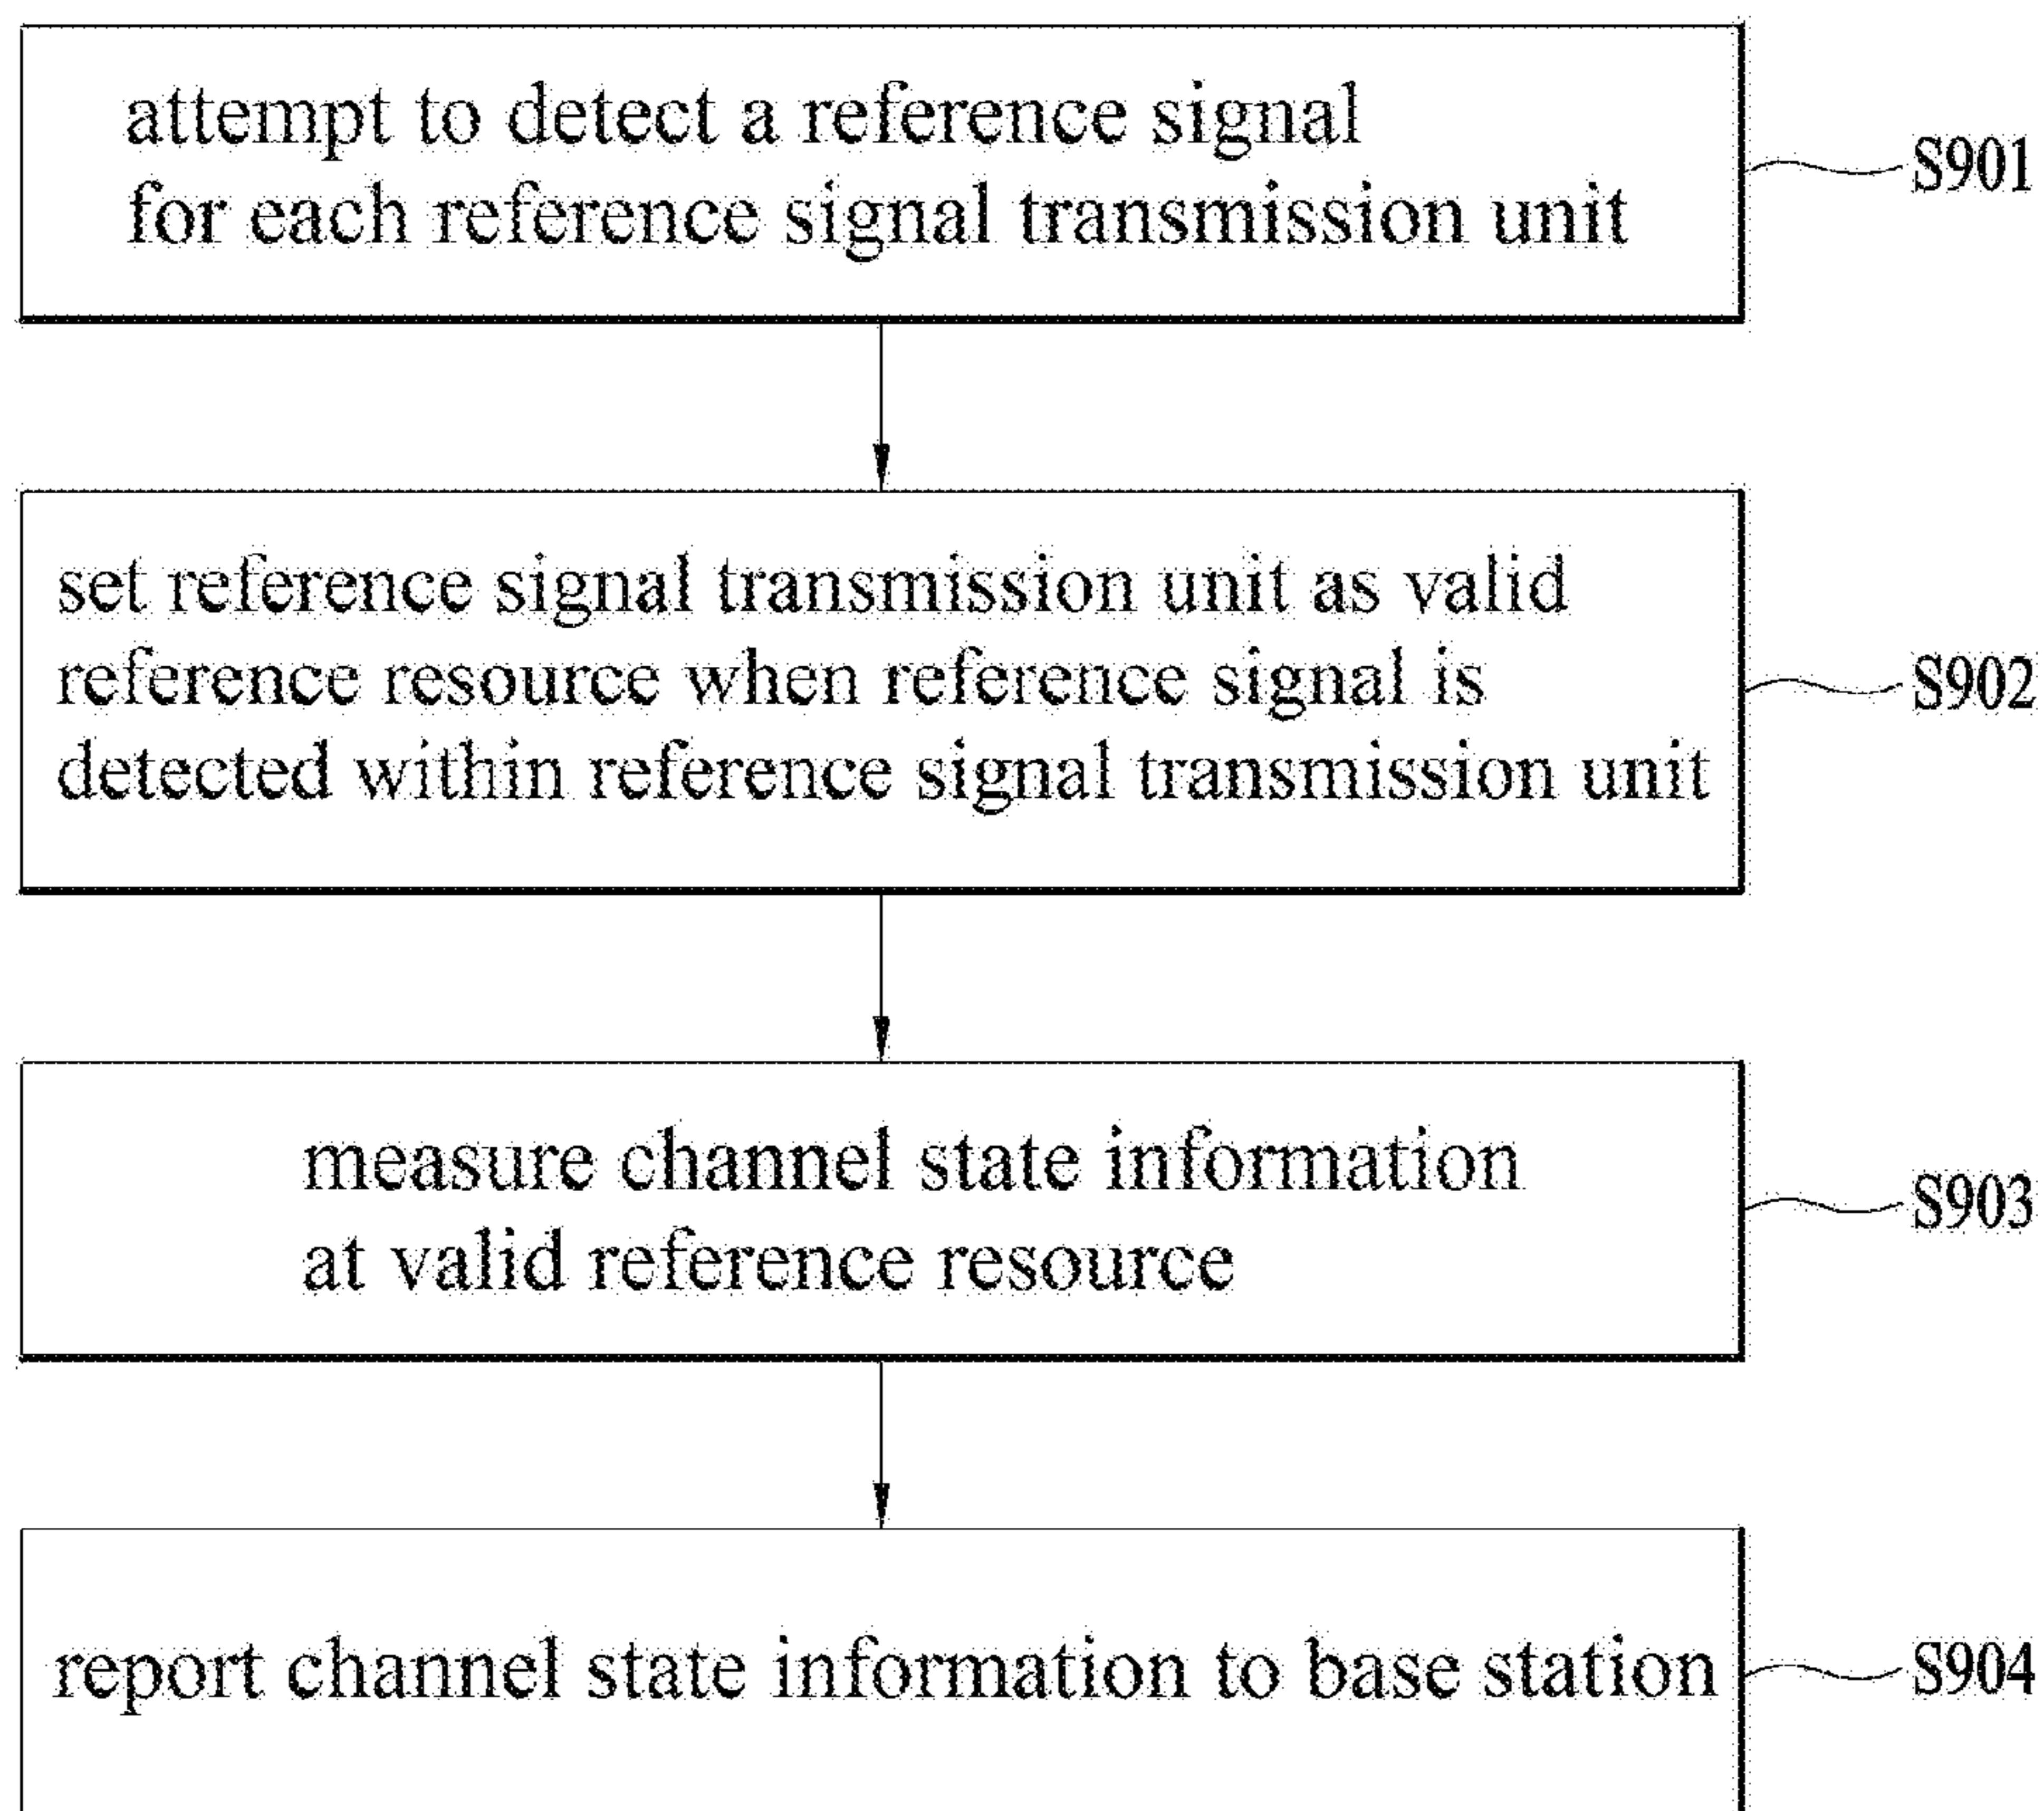 attempt to detect a reference signal
for each reference signal transmission unit
S901
set reference signal transmission unit as valid
reference resource when reference signal is
detected within reference signal transmission unit
S902
measure channel state information
at valid reference resource
S903
report channel state information to base station
S904